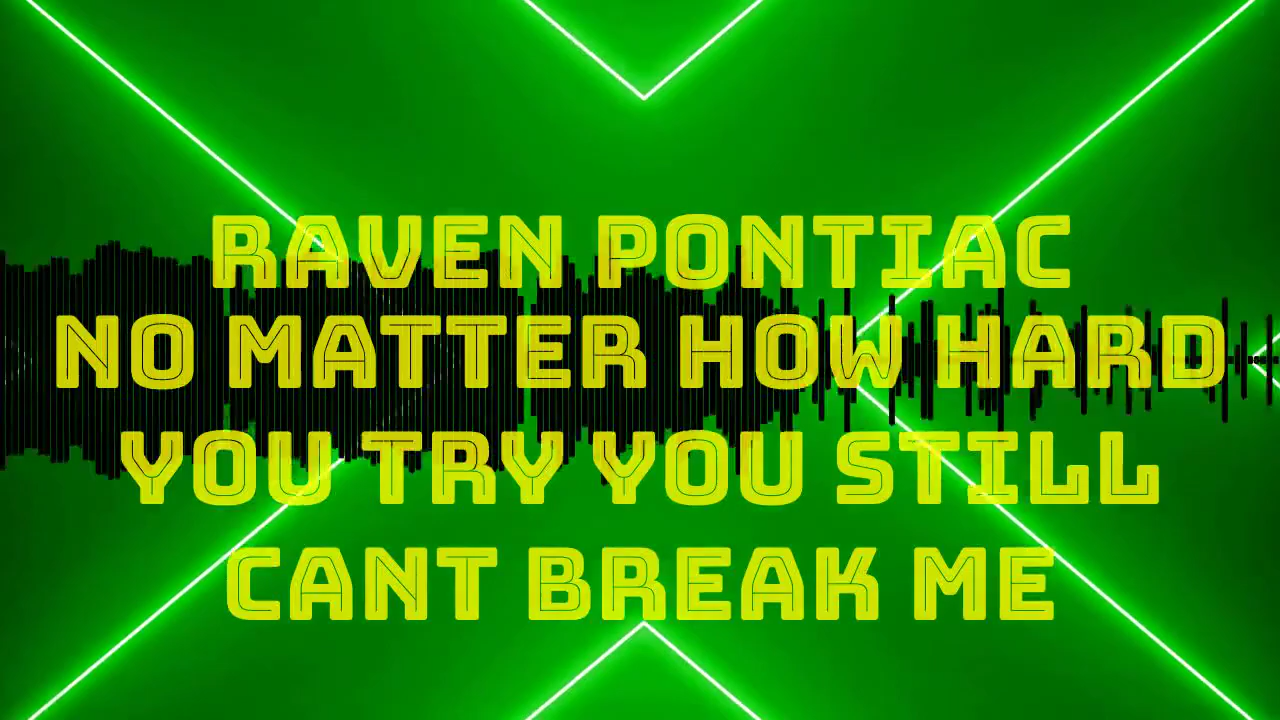 RAVEN PONTIAC
NO MATTER HOW HARD
YOU TRY YOU STILL
CANT BREAK ME